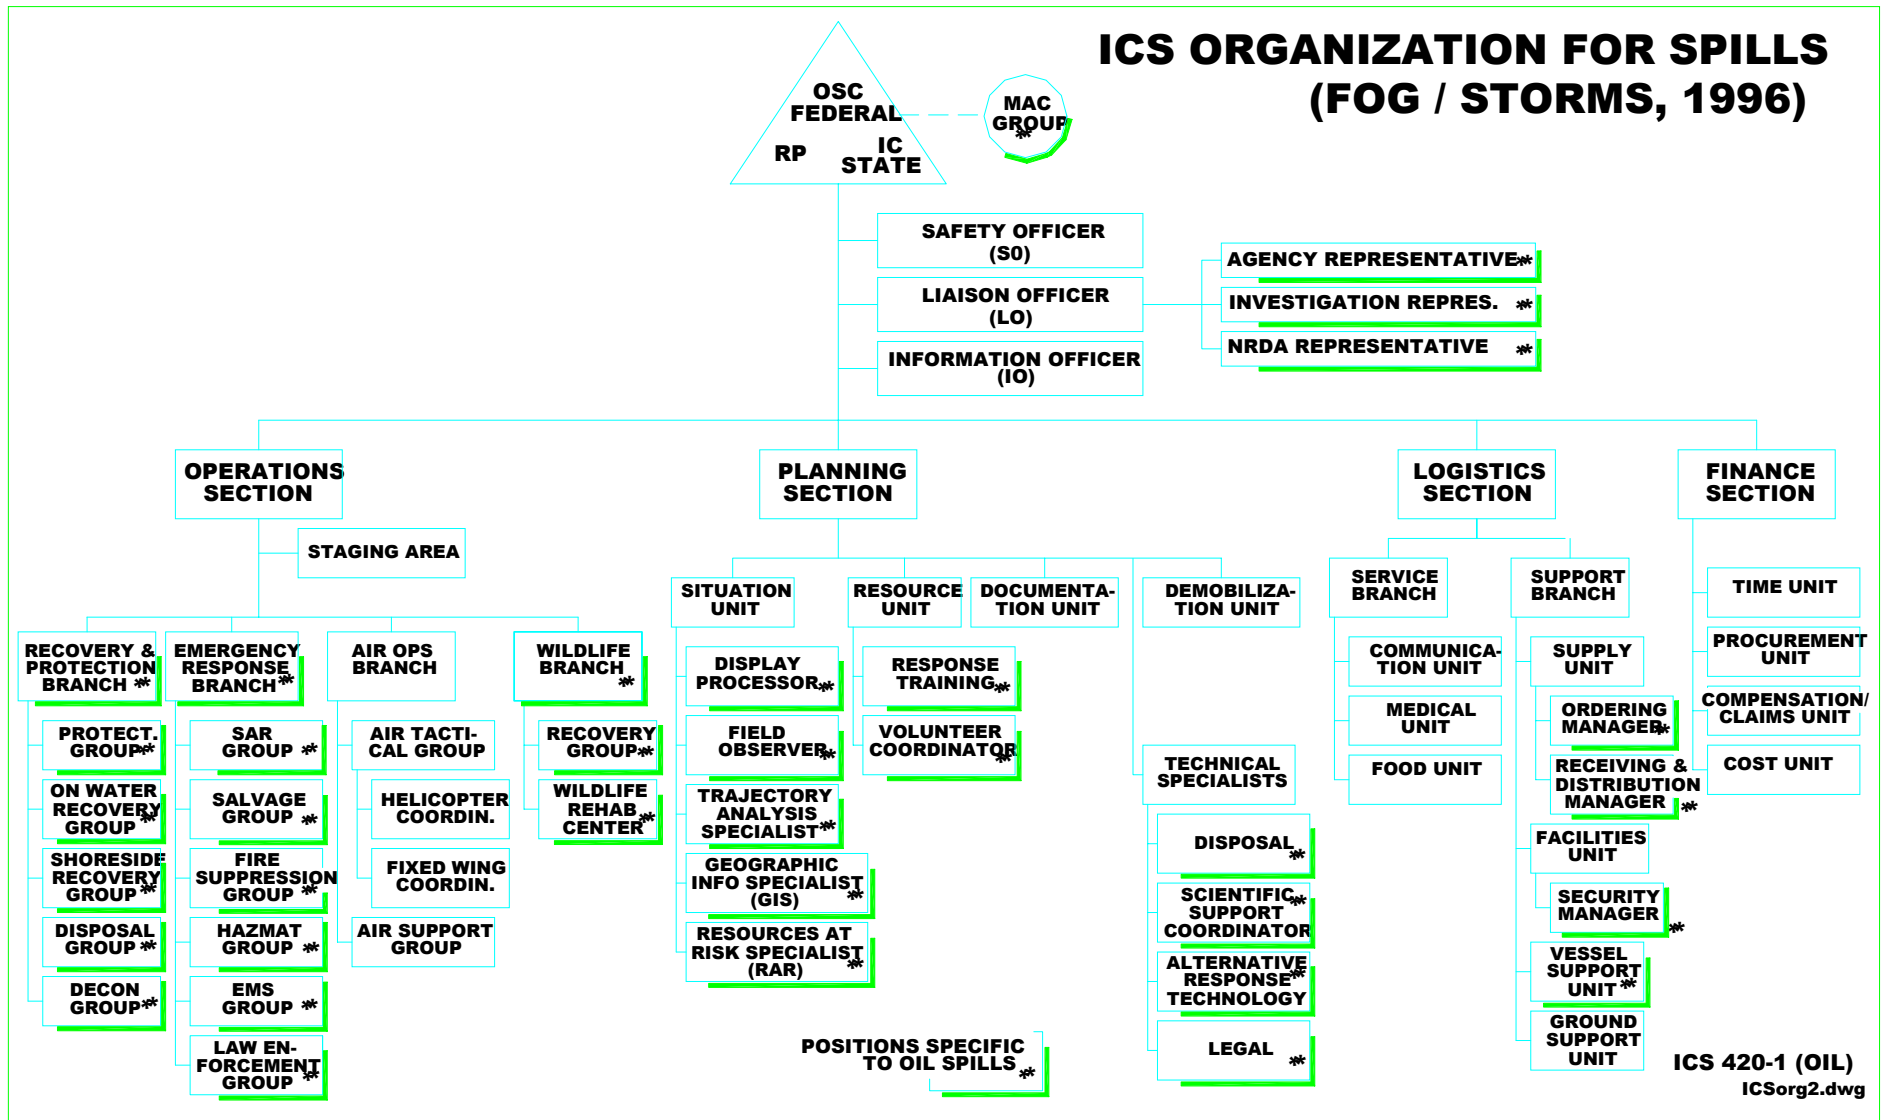 ICS ORGANIZATION FOR SPILLS
(FOG / STORMS, 1996)
OSC
FEDERAL
RP
IC
STATE
MAC
GROUP
**
SAFETY OFFICER
(S0)
LIAISON OFFICER
(LO)
INFORMATION OFFICER
(IO)
AGENCY REPRESENTATIVE**
INVESTIGATION REPRES. **
NRDA REPRESENTATIVE **
OPERATIONS
SECTION
STAGING AREA
RECOVERY &
PROTECTION
BRANCH **
PROTECT.
GROUP**
ON WATER
RECOVERY
GROUP **
SHORESIDE
RECOVERY
GROUP **
DISPOSAL
GROUP **
DECON
GROUP**
EMERGENCY
RESPONSE
BRANCH**
SAR
GROUP **
SALVAGE
GROUP **
FIRE
SUPPRESSION
GROUP **
HAZMAT
GROUP **
EMS
GROUP **
LAW EN-
FORCEMENT
GROUP **
AIR OPS
BRANCH
AIR TACTI-
CAL GROUP
HELICOPTER
COORDIN.
FIXED WING
COORDIN.
AIR SUPPORT
GROUP
WILDLIFE
BRANCH
**
RECOVERY
GROUP**
WILDLIFE
REHAB
CENTER **
PLANNING
SECTION
SITUATION
UNIT
DISPLAY
PROCESSOR**
FIELD
OBSERVER**
TRAJECTORY
ANALYSIS
SPECIALIST**
GEOGRAPHIC
INFO SPECIALIST
(GIS) **
RESOURCES AT
RISK SPECIALIST
(RAR) **
RESOURCE
UNIT
RESPONSE
TRAINING**
VOLUNTEER
COORDINATOR
**
DOCUMENTA-
TION UNIT
TECHNICAL
SPECIALISTS
DISPOSAL
**
SCIENTIFIC**
SUPPORT
COORDINATOR
ALTERNATIVE
RESPONSE **
TECHNOLOGY
LEGAL **
DEMOBILIZA-
TION UNIT
LOGISTICS
SECTION
SERVICE
BRANCH
COMMUNICA-
TION UNIT
MEDICAL
UNIT
FOOD UNIT
SUPPORT
BRANCH
SUPPLY
UNIT
ORDERING
MANAGER**
RECEIVING &
DISTRIBUTION
MANAGER **
FACILITIES
UNIT
SECURITY
MANAGER
**
VESSEL
SUPPORT
UNIT **
GROUND
SUPPORT
UNIT
FINANCE
SECTION
TIME UNIT
PROCUREMENT
UNIT
COMPENSATION/
CLAIMS UNIT
COST UNIT
POSITIONS SPECIFIC
TO OIL SPILLS **
ICS 420-1 (OIL)
ICSorg2.dwg